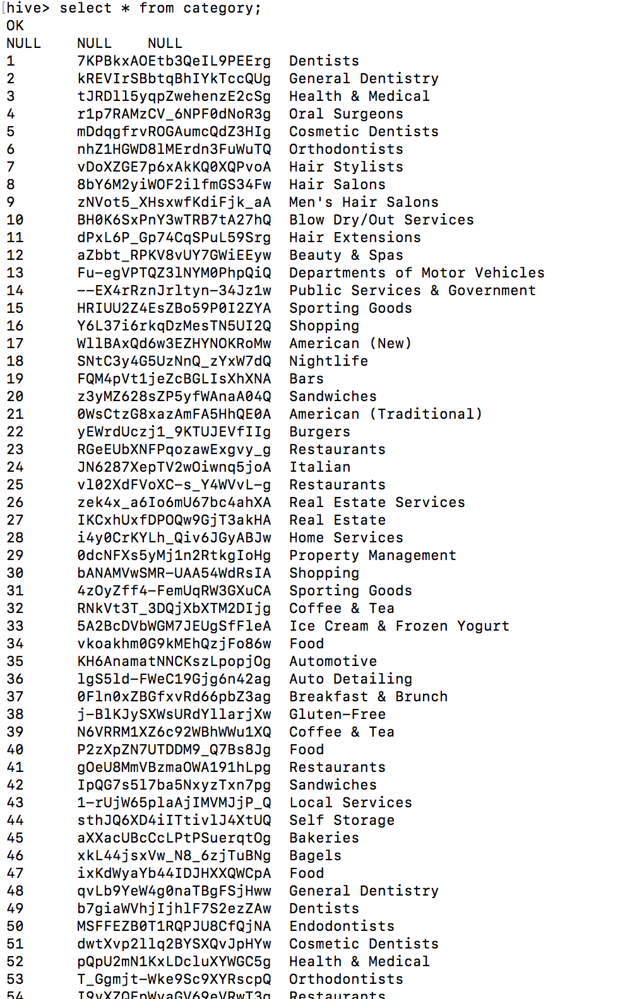 [hive> select * from category;
OK
NULL NULL NULL
1 7KPBkxAOEtb3QeIL9PEErg Dentists
2 kREVIrSBbtqBhIYkTccQUg General Dentistry
3 tJRDll5yqpZwehenzE2cSg Health & Medical
4 r1p7RAMzCV_6NPF0dNoR3g Oral Surgeons
5 mDdqgfrvROGAumcQdZ3HIg Cosmetic Dentists
6 nhZ1HGWD8lMErdn3FuWuTQ Orthodontists
7 vDoXZGE7p6xAkKQ0XQPvoA Hair Stylists
8 8bY6M2yiWOF2ilfmGS34Fw Hair Salons
9 zNVot5_XHsxwfKdiFjk_aA Men's Hair Salons
10 BH0K6SxPnY3wTRB7tA27hQ Blow Dry/Out Services
11 dPxL6P_Gp74CqSPuL59Srg Hair Extensions
12 aZbbt_RPKV8vUY7GWiEEyw Beauty & Spas
13 Fu-egVPTQZ3lNYM0PhpQiQ Departments of Motor Vehicles
14 --EX4rRznJrltyn-34Jz1w Public Services & Government
15 HRIUU2Z4EsZBo59P0I2ZYA Sporting Goods
16 Y6L37i6rkqDzMesTN5UI2Q Shopping
17 WllBAxQd6w3EZHYNOKRoMw American (New)
18 SNtC3y4G5UzNnQ_zYxW7dQ Nightlife
19 FQM4pVt1jeZcBGLIsXhXNA Bars
20 z3yMZ628sZP5yfWAnaA04Q Sandwiches
21 0WsCtzG8xazAmFA5HhQE0A American (Traditional)
22 yEWrdUczj1_9KTUJEVfIIg Burgers
23 RGeEUbXNFPqozawExgvy_g Restaurants
24 JN6287XepTV2wOiwnq5joA Italian
25 vl02XdFVoXC-s_Y4WVvL-g Restaurants
26 zek4x_a6Io6mU67bc4ahXA Real Estate Services
27 IKCxhUxfDPOQw9GjT3akHA Real Estate
28 i4y0CrKYLh_Qiv6JGyABJw Home Services
29 0dcNFXs5yMj1n2RtkgIoHg Property Management
30 bANAMVwSMR-UAA54WdRsIA Shopping
31 4zOyZff4-FemUqRW3GXuCA Sporting Goods
32 RNkVt3T_3DQjXbXTM2DIjg Coffee & Tea
33 5A2BcDVbWGM7JEUgSfFleA Ice Cream & Frozen Yogurt
34 vkoakhm0G9kMEhQzjFo86w Food
35 KH6AnamatNNCKszLpopjOg Automotive
36 lgS5ld-FWeC19Gjg6n42ag Auto Detailing
37 0Fln0xZBGfxvRd66pbZ3ag Breakfast & Brunch
38 j-BlKJySXWsURdYllarjXw Gluten-Free
39 N6VRRM1XZ6c92WBhWWu1XQ Coffee & Tea
40 P2zXpZN7UTDDM9_Q7Bs8Jg Food
41 gOeU8MmVBzmaOWA191hLpg Restaurants
42 IpQG7s5l7ba5NxyzTxn7pg Sandwiches
43 1-rUjW65plaAjIMVMJjP_Q Local Services
44 sthJQ6XD4iITtivlJ4XtUQ Self Storage
45 aXXacUBcCcLPtPSuerqtOg Bakeries
46 xkL44jsxVw_N8_6zjTuBNg Bagels
47 ixKdWyaYb44IDJHXXQWCpA Food
48 qvLb9YeW4g0naTBgFSjHww General Dentistry
49 b7giaWVhjIjhlF7S2ezZAw Dentists
50 MSFFEZB0T1RQPJU8CfQjNA Endodontists
51 dwtXvp2llq2BYSXQvJpHYw Cosmetic Dentists
52 pQpU2mN1KxLDcluXYWGC5g Health & Medical
53 T_Ggmjt-Wke9Sc9XYRscpQ Orthodontists
54 Restaurants